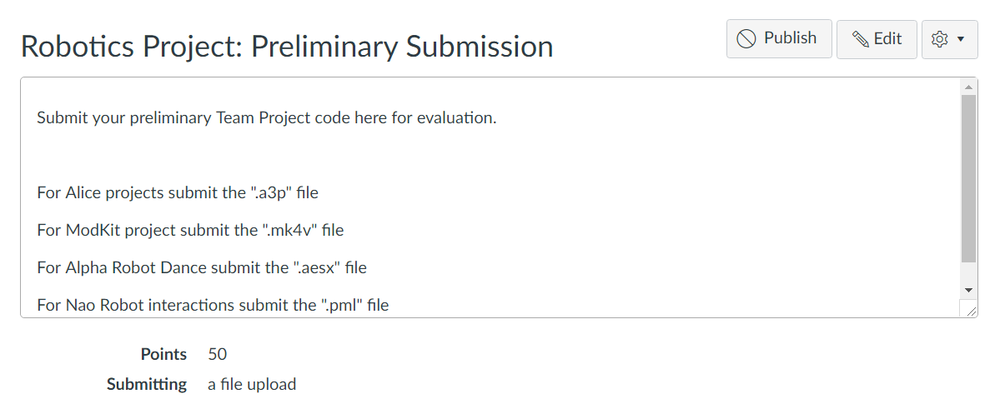 Robotics Project: Preliminary Submission
Publish
Edit
Submit your preliminary Team Project code here for evaluation.
For Alice projects submit the ".a3p" file
For ModKit project submit the ".mk4v" file
For Alpha Robot Dance submit the ".aesx" file
For Nao Robot interactions submit the ".pml" file
Points 50
Submitting a file upload